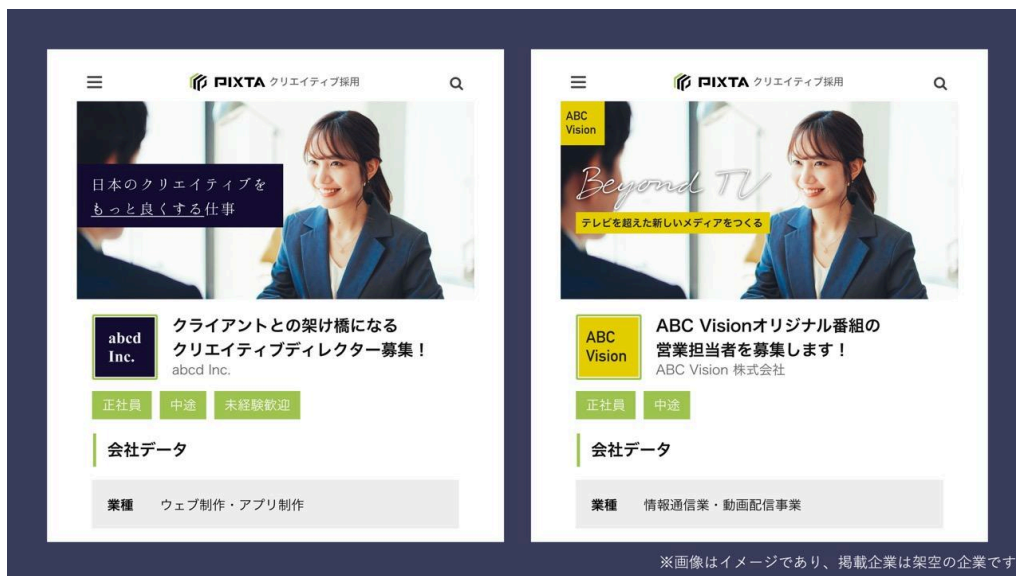 PIXTA クリエイティブ採用
日本のクリエイティブを
もっと良くする仕事
abcd
Inc.
クライアントとの架け橋になる
クリエイティブディレクター募集！
abcd Inc.
正社員 中途 未経験歓迎
会社データ
業種 ウェブ制作・アプリ制作
PIXTA クリエイティブ採用
ABC
Vision
Beyond TV
テレビを超えた新しいメディアをつくる
ABC
Vision
ABC Visionオリジナル番組の
営業担当者を募集します！
ABC Vision 株式会社
正社員 中途
会社データ
業種 情報通信業・動画配信事業
※画像はイメージであり、掲載企業は架空の企業です